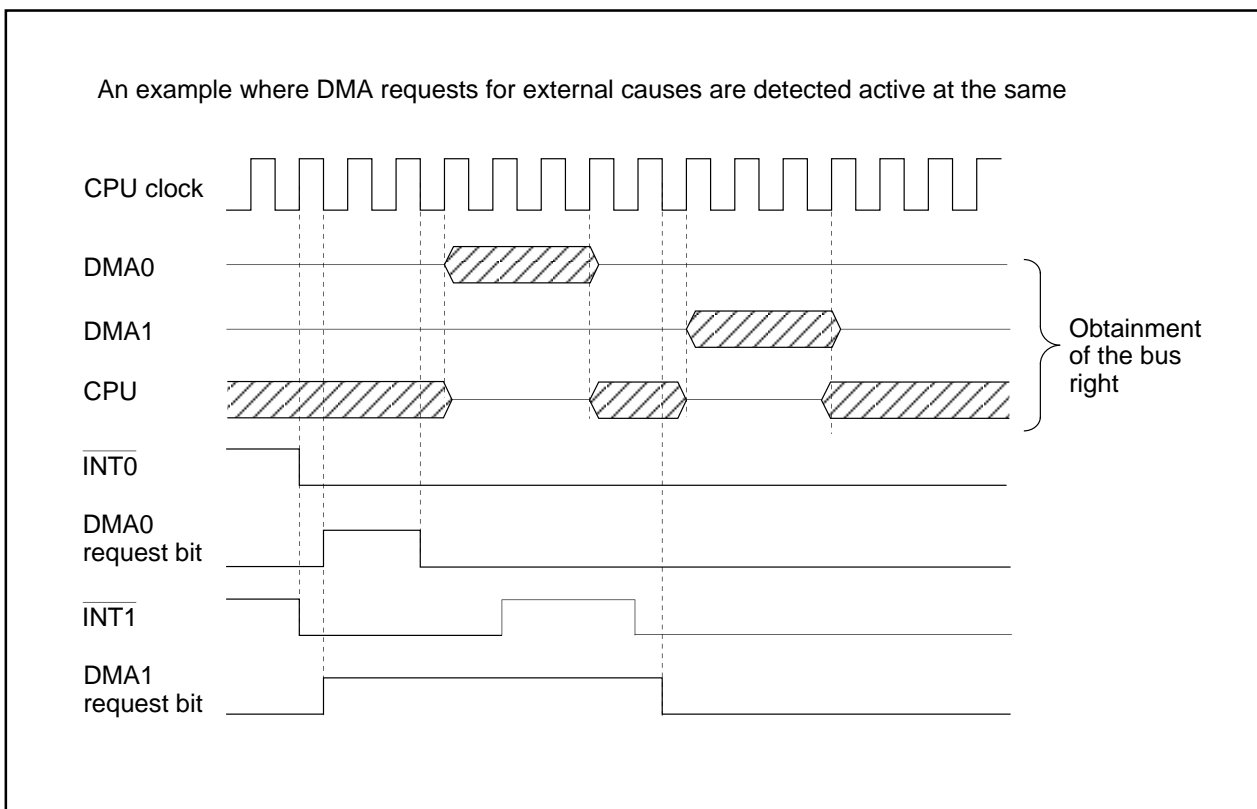 An example where DMA requests for external causes are detected active at the same
CPU clock
DMA0
DMA1
CPU
Obtainment
of the bus
right
INT0
DMA0
request bit
INT1
DMA1
request bit